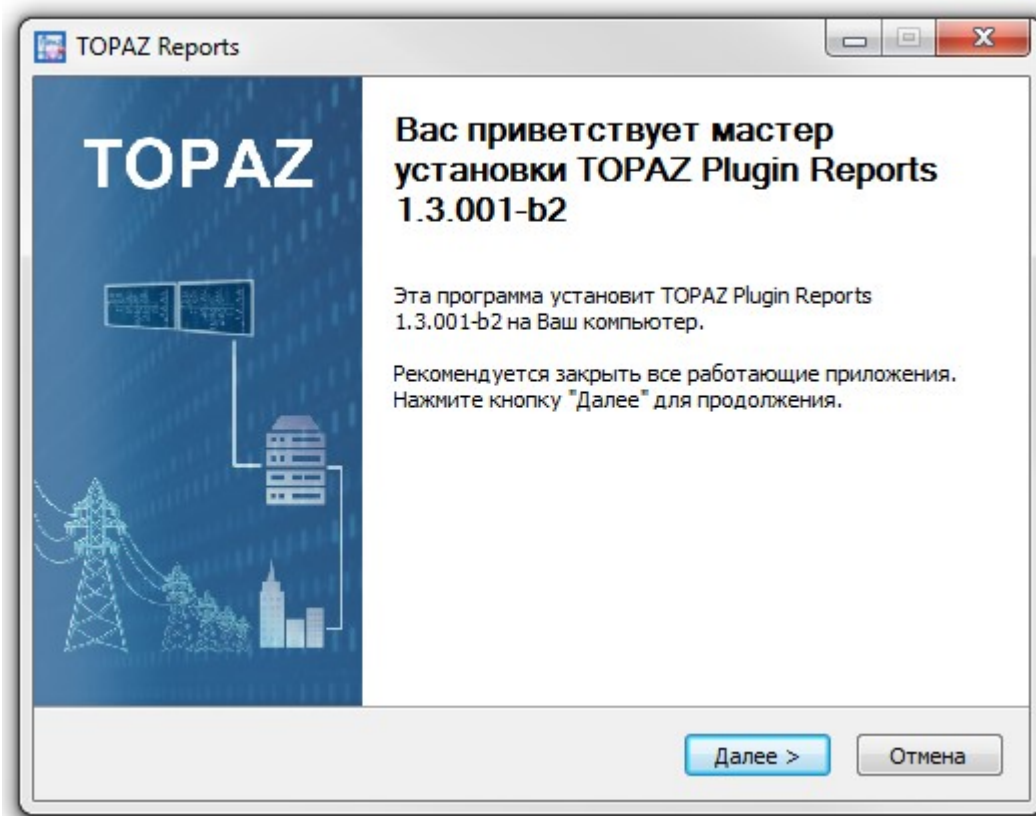 TOPAZ Reports
TOPAZ
Вас приветствует мастер
установки TOPAZ Plugin Reports
1.3.001-b2
Эта программа установит TOPAZ Plugin Reports
1.3.001-b2 на Ваш компьютер.
Рекомендуется закрыть все работающие приложения.
Нажмите кнопку "Далее" для продолжения.
Далее >
Отмена